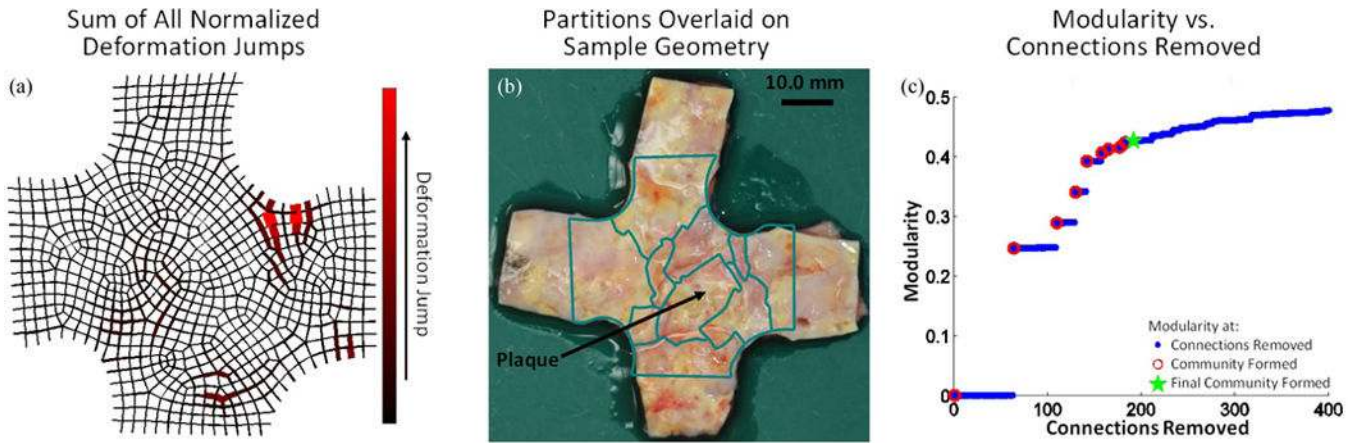 Sum of All Normalized
Deformation Jumps
(a)
Deformation Jump
Partitions Overlaid on
Sample Geometry
(b)
10.0 mm
Plaque
Modularity vs.
Connections Removed
(c)
0.5
0.4
0.3
0.2
0.1
0
Modularity
Modularity at:
Connections Removed
Community Formed
Final Community Formed
0
100
200
300
400
Connections Removed